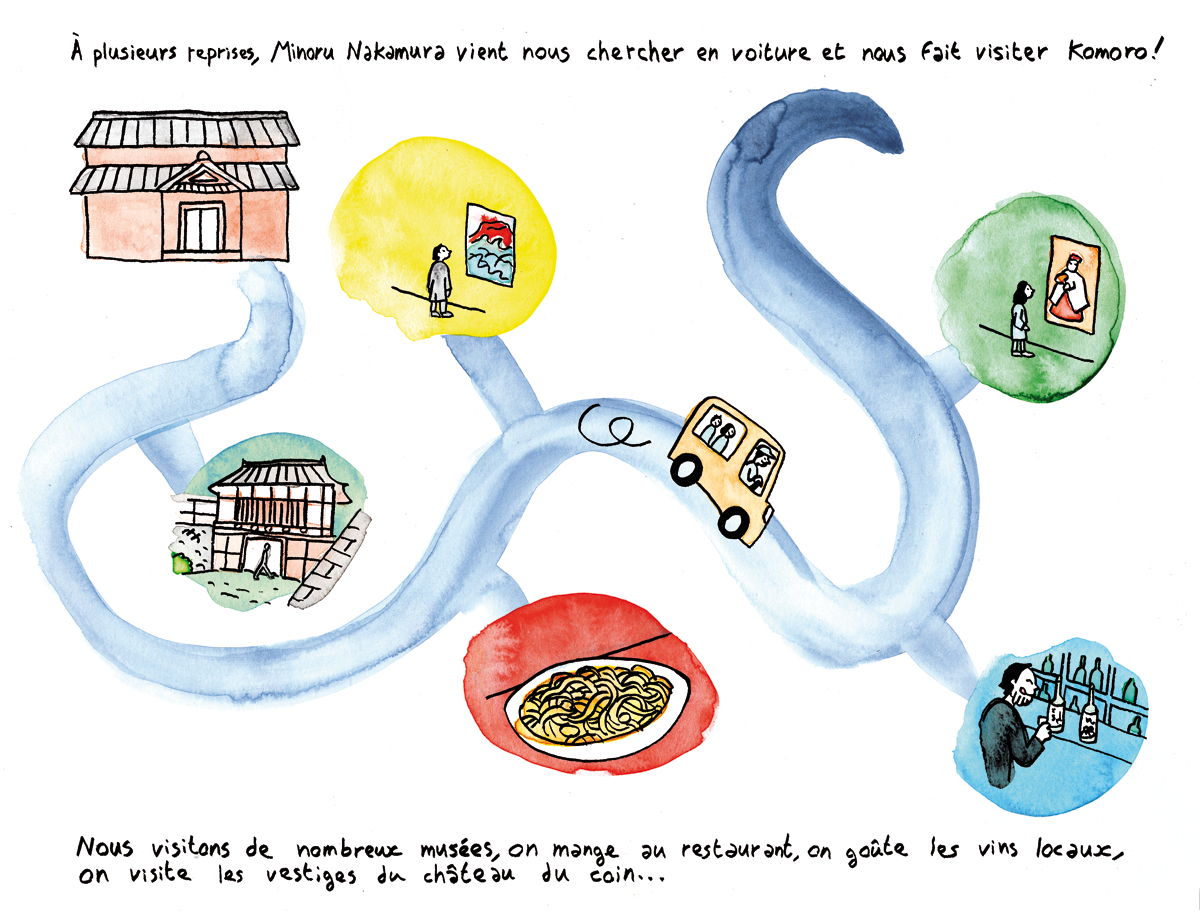 À plusieurs reprises, Minoru Nakamura vient nous chercher en voiture et nous fait visiter Komoro!
Nous visitons de nombreux musées, on mange au restaurant, on goûte les vins locaux,
on visite les vestiges du château du coin...